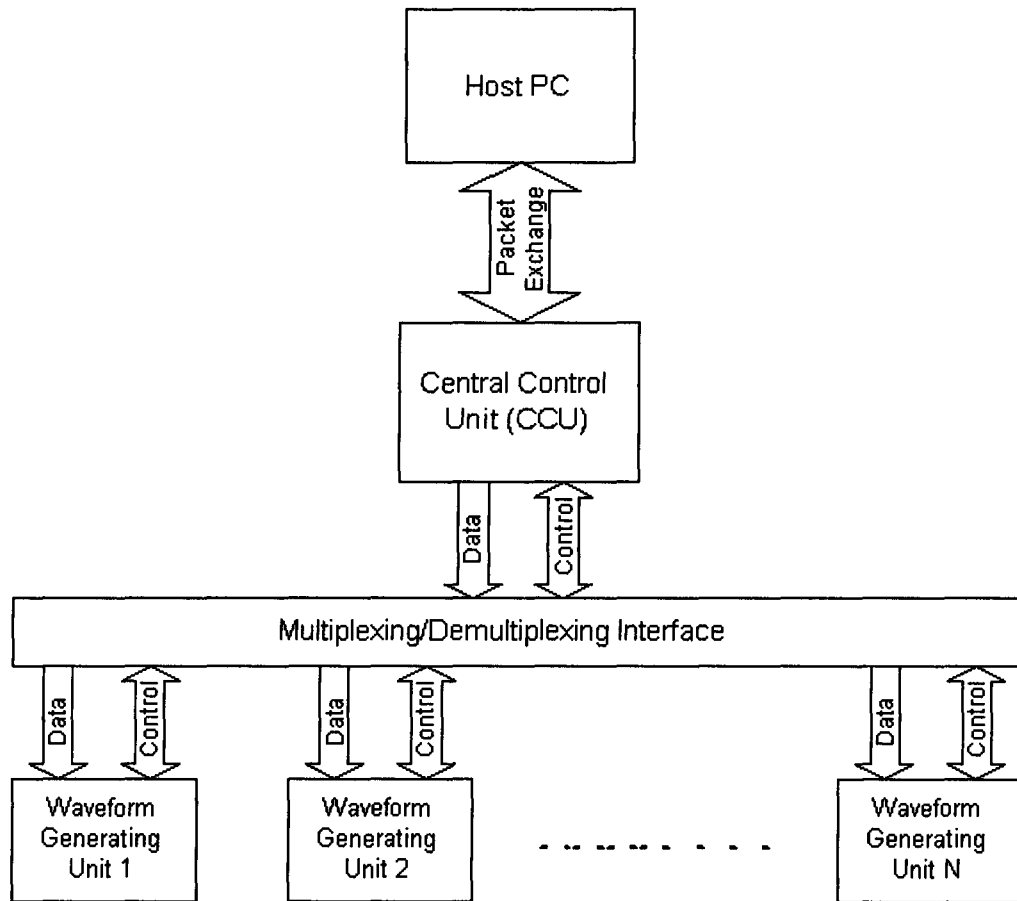 Host PC
Packet
Exchange
Central Control
Unit (CCU)
Data
Control
Multiplexing/Demultiplexing Interface
Data
Control
Data
Control
Data
Control
Waveform
Generating
Unit 1
Waveform
Generating
Unit 2
Waveform
Generating
Unit N